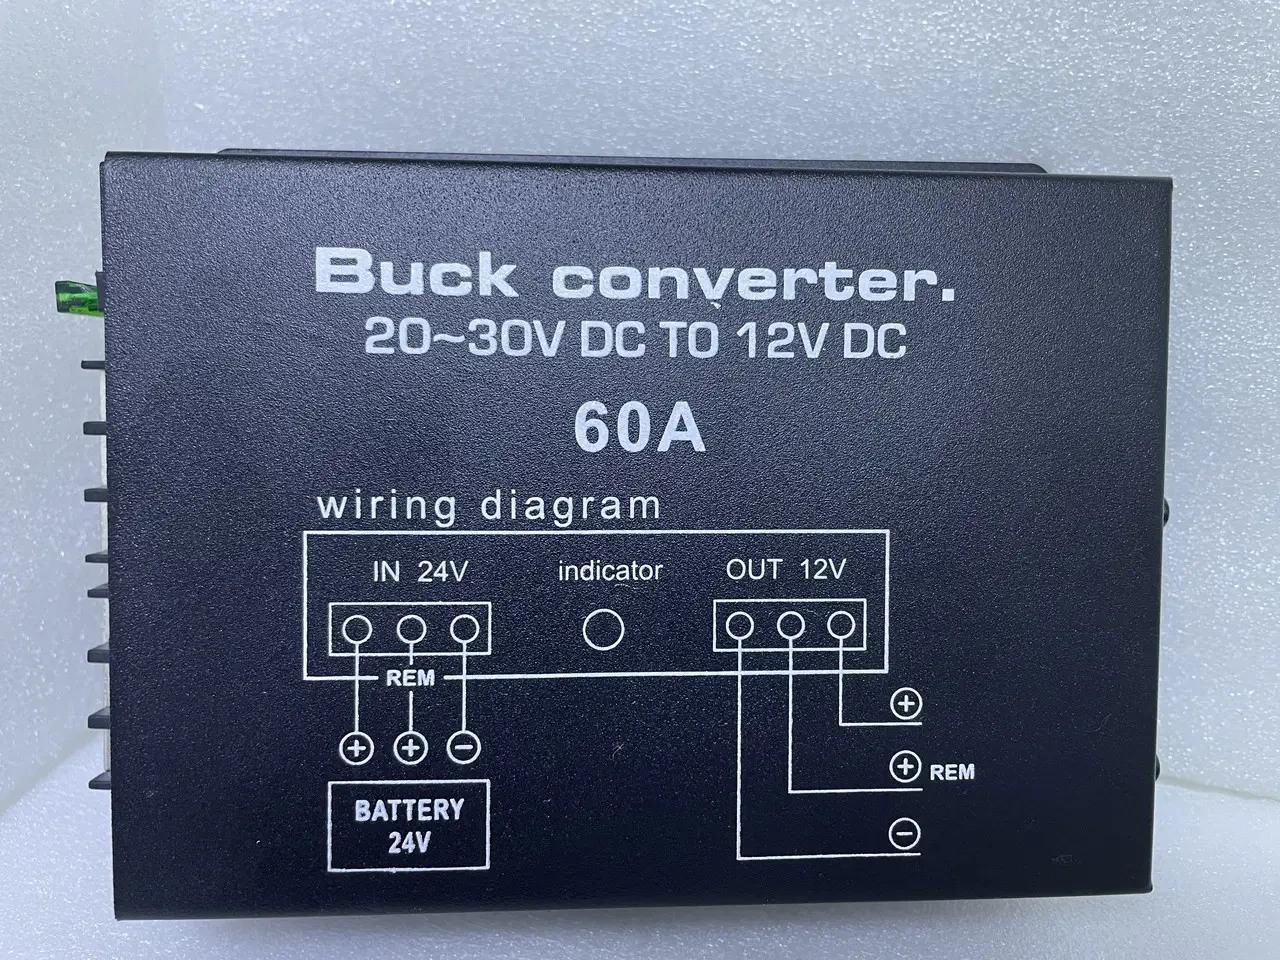 Buck converter.
20~30V DC TO 12V DC
60A
wiring diagram
IN 24V indicator OUT 12V
REM
+ + −
+
+ REM
−
BATTERY
24V